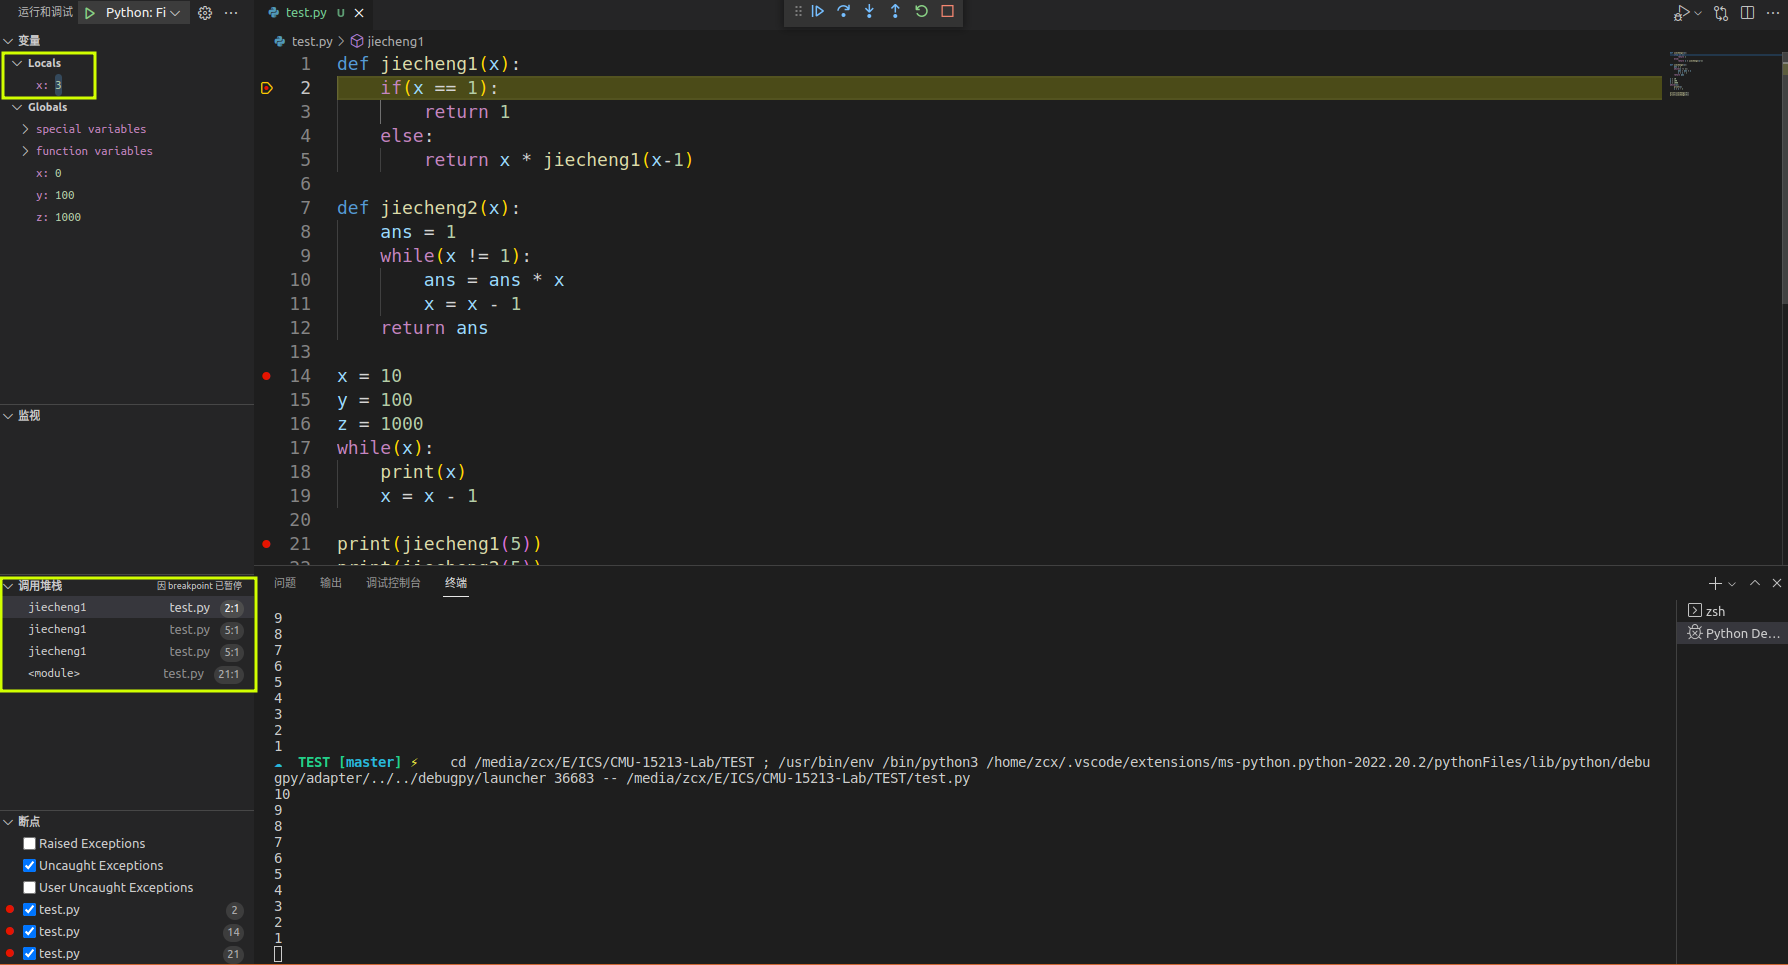 运行和调试 Python: Fi
变量
Locals
x: 3
Globals
special variables
function variables
x: 0
y: 100
z: 1000
监视
调用堆栈 因 breakpoint 已暂停
jiecheng1 test.py 2:1
jiecheng1 test.py 5:1
jiecheng1 test.py 5:1
<module> test.py 21:1
断点
Raised Exceptions
Uncaught Exceptions
User Uncaught Exceptions
test.py 2
test.py 14
test.py 21
test.py U
test.py > jiecheng1
1 def jiecheng1(x):
2 if(x == 1):
3 return 1
4 else:
5 return x * jiecheng1(x-1)
6
7 def jiecheng2(x):
8 ans = 1
9 while(x != 1):
10 ans = ans * x
11 x = x - 1
12 return ans
13
14 x = 10
15 y = 100
16 z = 1000
17 while(x):
18 print(x)
19 x = x - 1
20
21 print(jiecheng1(5))
22 print(jiecheng2(5))
问题 输出 调试控制台 终端
9
8
7
6
5
4
3
2
1
TEST [master] ⚡ cd /media/zcx/E/ICS/CMU-15213-Lab/TEST ; /usr/bin/env /bin/python3 /home/zcx/.vscode/extensions/ms-python.python-2022.20.2/pythonFiles/lib/python/debu
gpy/adapter/../../debugpy/launcher 36683 -- /media/zcx/E/ICS/CMU-15213-Lab/TEST/test.py
10
9
8
7
6
5
4
3
2
1
zsh
Python De...